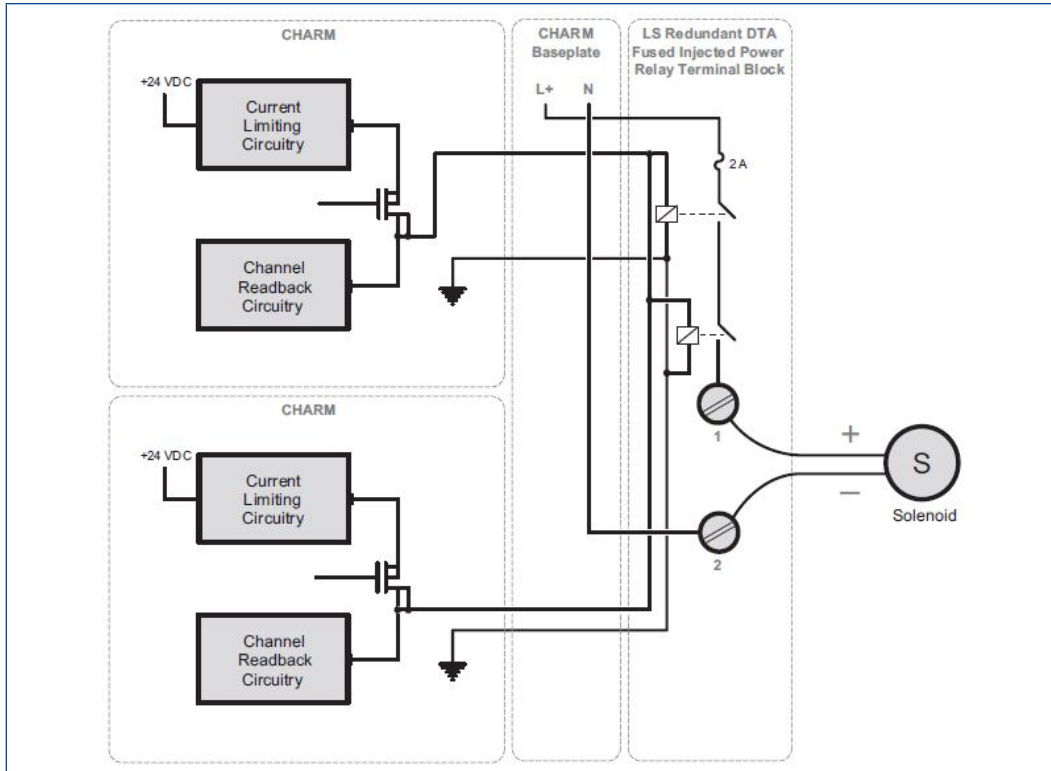 CHARM
+24 VDC
Current
Limiting
Circuitry
Channel
Readback
Circuitry
CHARM
+24 VDC
Current
Limiting
Circuitry
Channel
Readback
Circuitry
CHARM
Baseplate
L+ N
LS Redundant DTA
Fused Injected Power
Relay Terminal Block
2 A
1
2
+
−
S
Solenoid